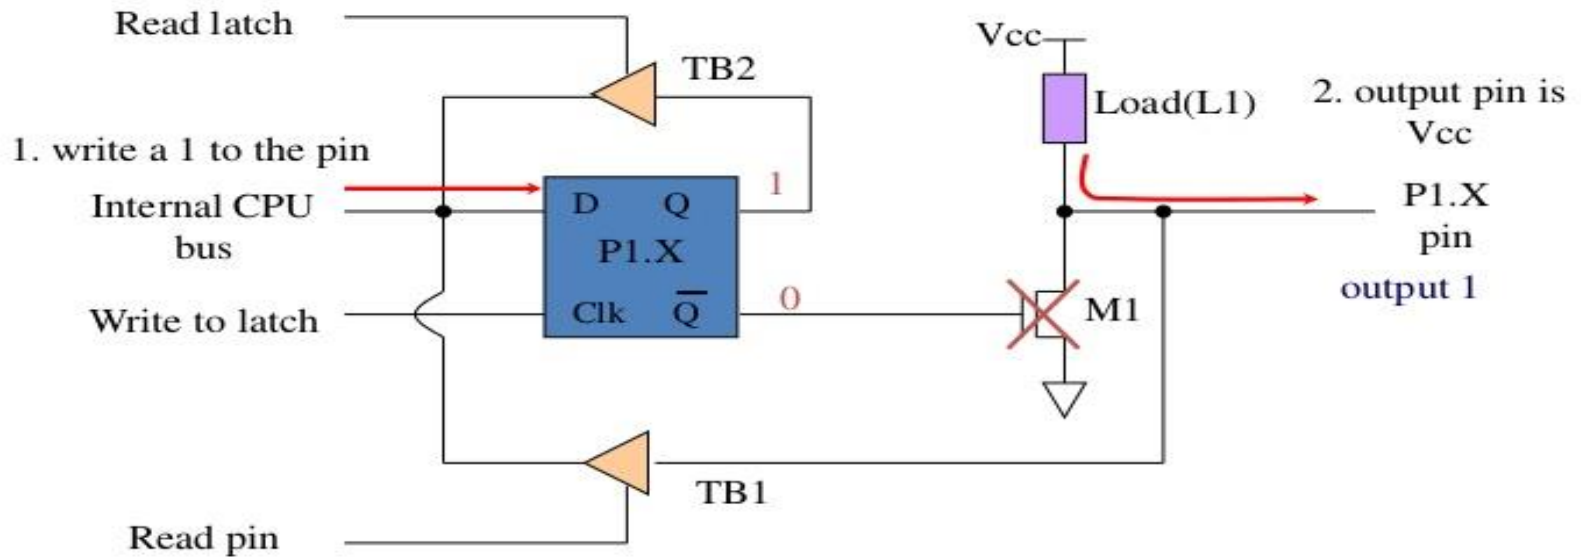 Read latch
TB2
Vcc
Load(L1)
2. output pin is
Vcc
1. write a 1 to the pin
Internal CPU
bus
D Q
1
P1.X
pin
P1.X
Clk Q̅
0
Write to latch
M1
output 1
TB1
Read pin